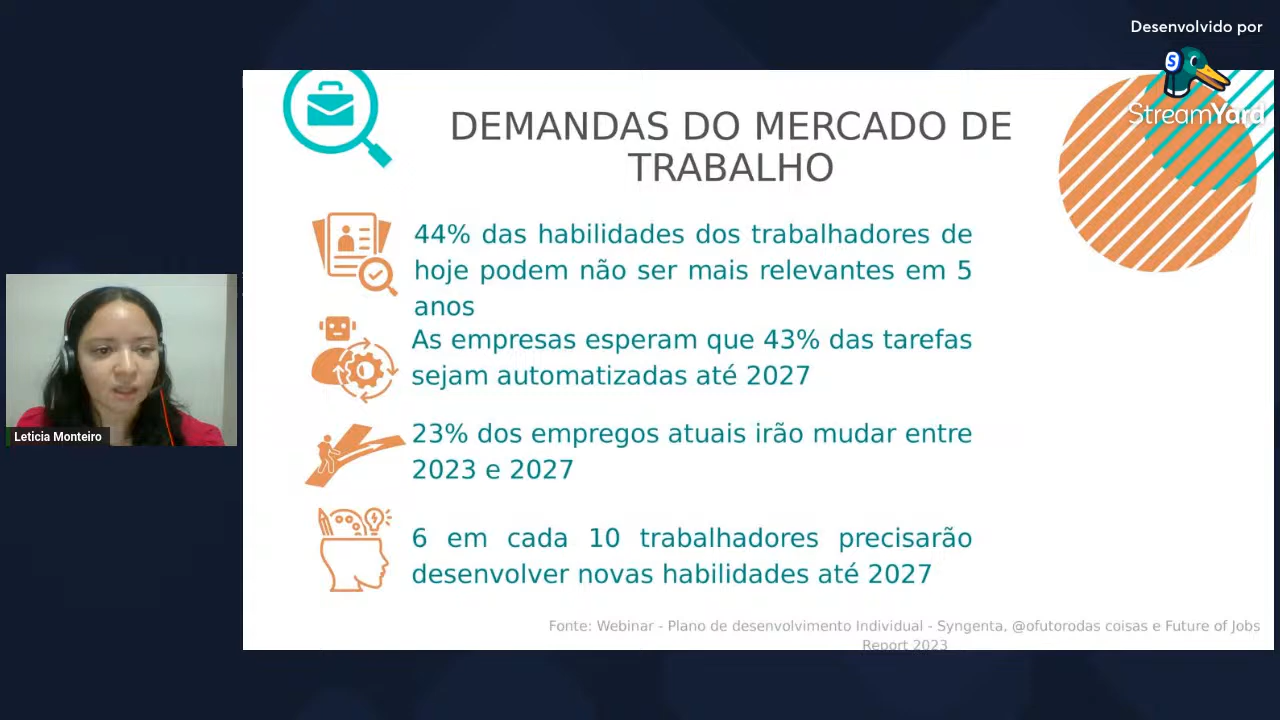 Desenvolvido por
S
StreamYard
DEMANDAS DO MERCADO DE
TRABALHO
44% das habilidades dos trabalhadores de
hoje podem não ser mais relevantes em 5
anos
As empresas esperam que 43% das tarefas
sejam automatizadas até 2027
23% dos empregos atuais irão mudar entre
2023 e 2027
6 em cada 10 trabalhadores precisarão
desenvolver novas habilidades até 2027
Fonte: Webinar - Plano de desenvolvimento Individual - Syngenta, @ofutorodas coisas e Future of Jobs
Report 2023
Leticia Monteiro